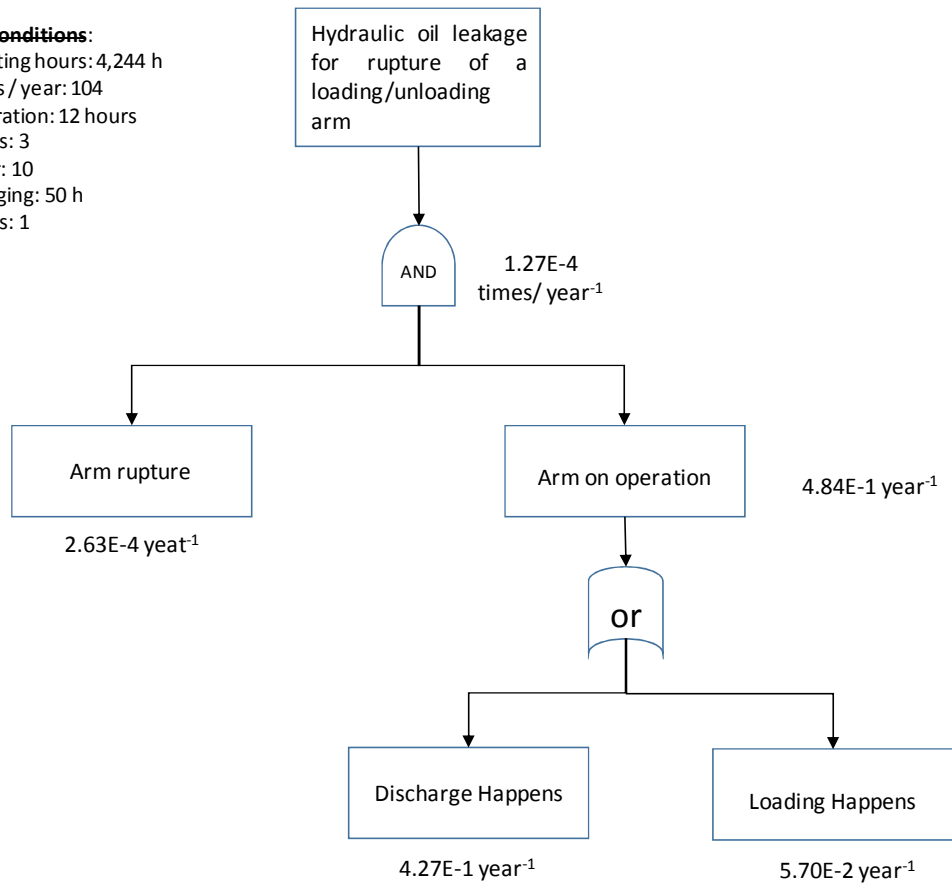 onditions:
ting hours: 4,244 h
s / year: 104
ration: 12 hours
s: 3
r: 10
ging: 50 h
s: 1
Hydraulic oil leakage
for rupture of a
loading/unloading
arm
AND
1.27E-4
times/ year-1
Arm rupture
2.63E-4 yeat-1
Arm on operation
4.84E-1 year-1
or
Discharge Happens
4.27E-1 year-1
Loading Happens
5.70E-2 year-1